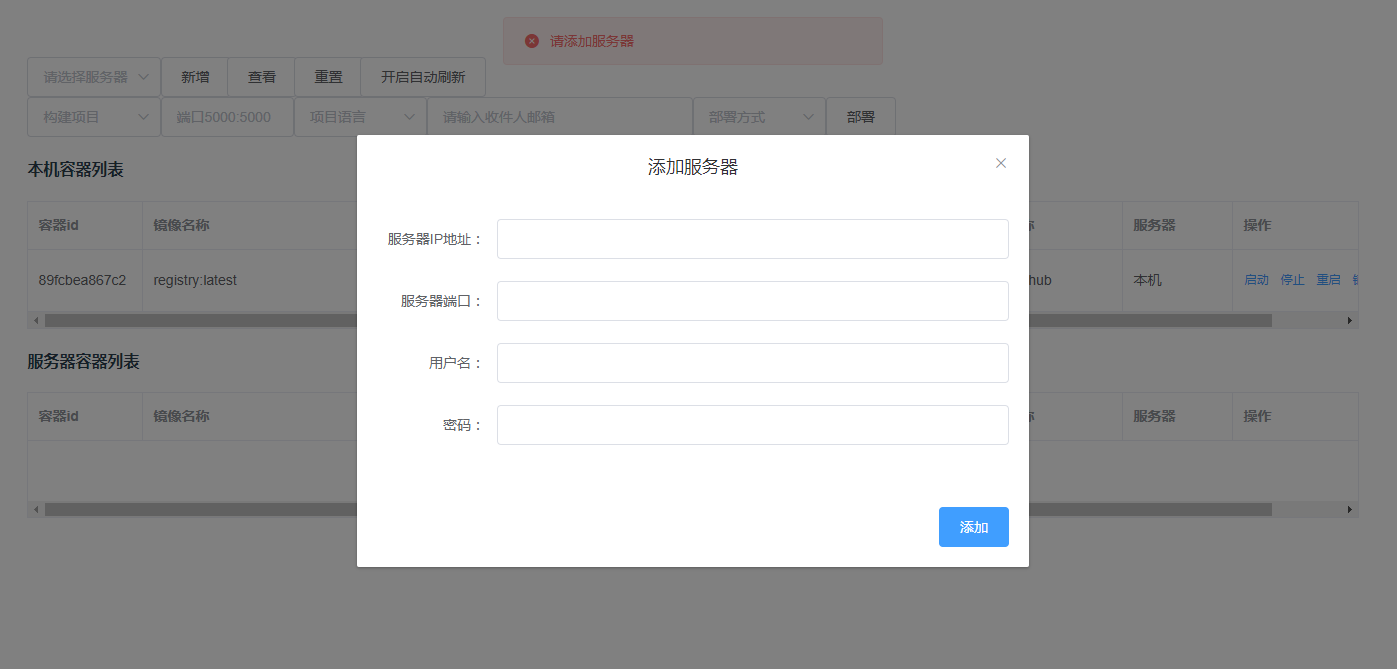 请添加服务器
请选择服务器 新增 查看 重置 开启自动刷新
构建项目 端口5000:5000 项目语言 请输入收件人邮箱 部署方式 部署
添加服务器
本机容器列表
容器id 镜像名称 服务器 操作
服务器IP地址：
89fcbea867c2 registry:latest hub 本机 启动 停止 重启
服务器端口：
服务器容器列表
用户名：
容器id 镜像名称 服务器 操作
密码：
添加